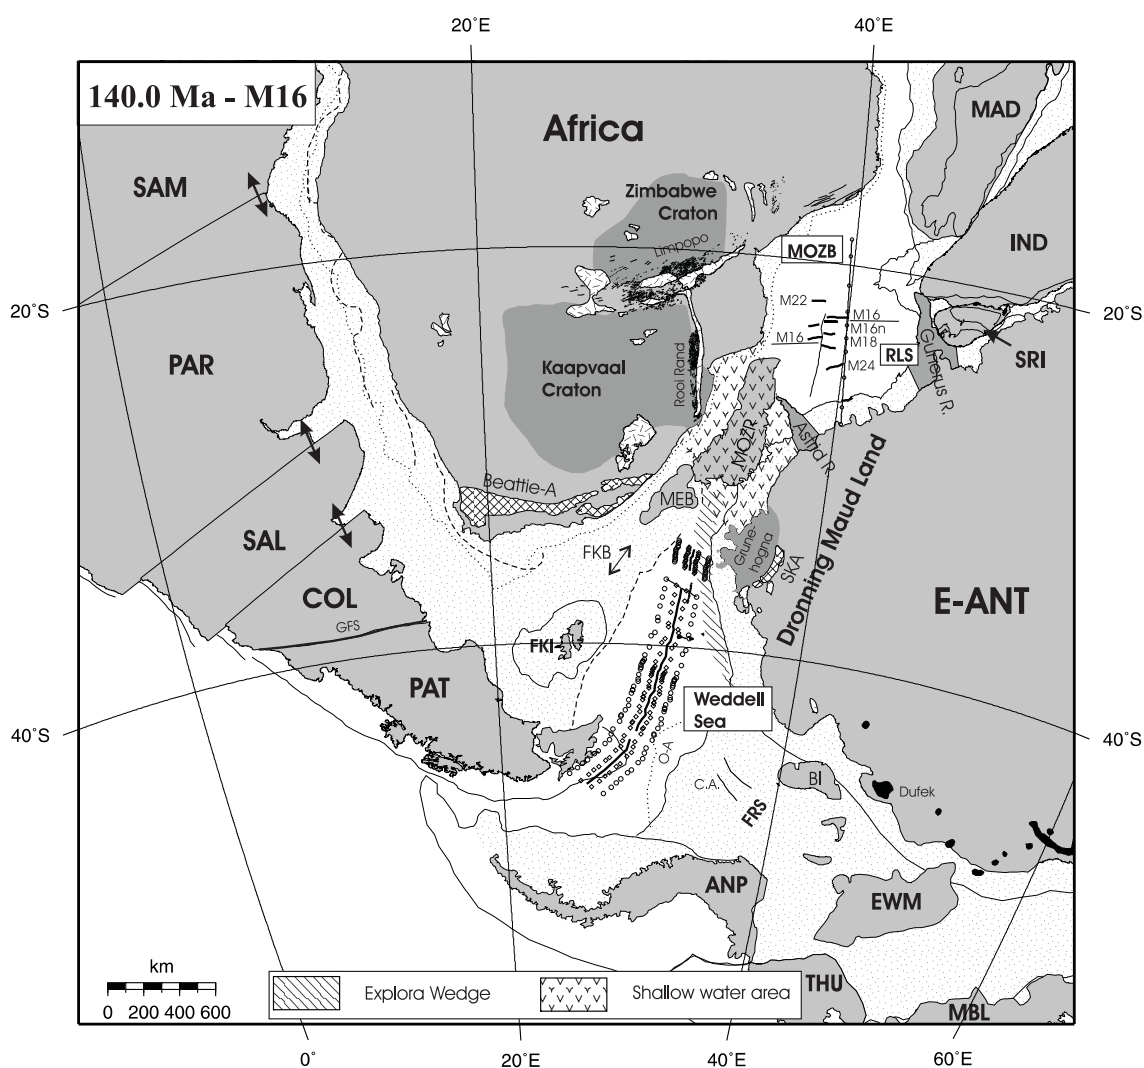 20°E
40°E
140.0 Ma - M16
Africa
MAD
SAM
Zimbabwe
Craton
Limpopo
MOZB
IND
20°S
20°S
M22
M16
M16n
M16
M18
M24
RLS
Gunnerus R.
SRI
PAR
Kaapvaal
Craton
Rooi Rand
MOZR
Astrid R.
Beattie-A
MEB
Dronning Maud Land
SAL
FKB
Grune-
hogna
SKA
COL
E-ANT
GFS
FKI
PAT
Weddell
Sea
40°S
40°S
O-A
C.A.
FRS
BI
Dufek
ANP
EWM
km
0 200 400 600
Explora Wedge
Shallow water area
THU
MBL
0°
20°E
40°E
60°E